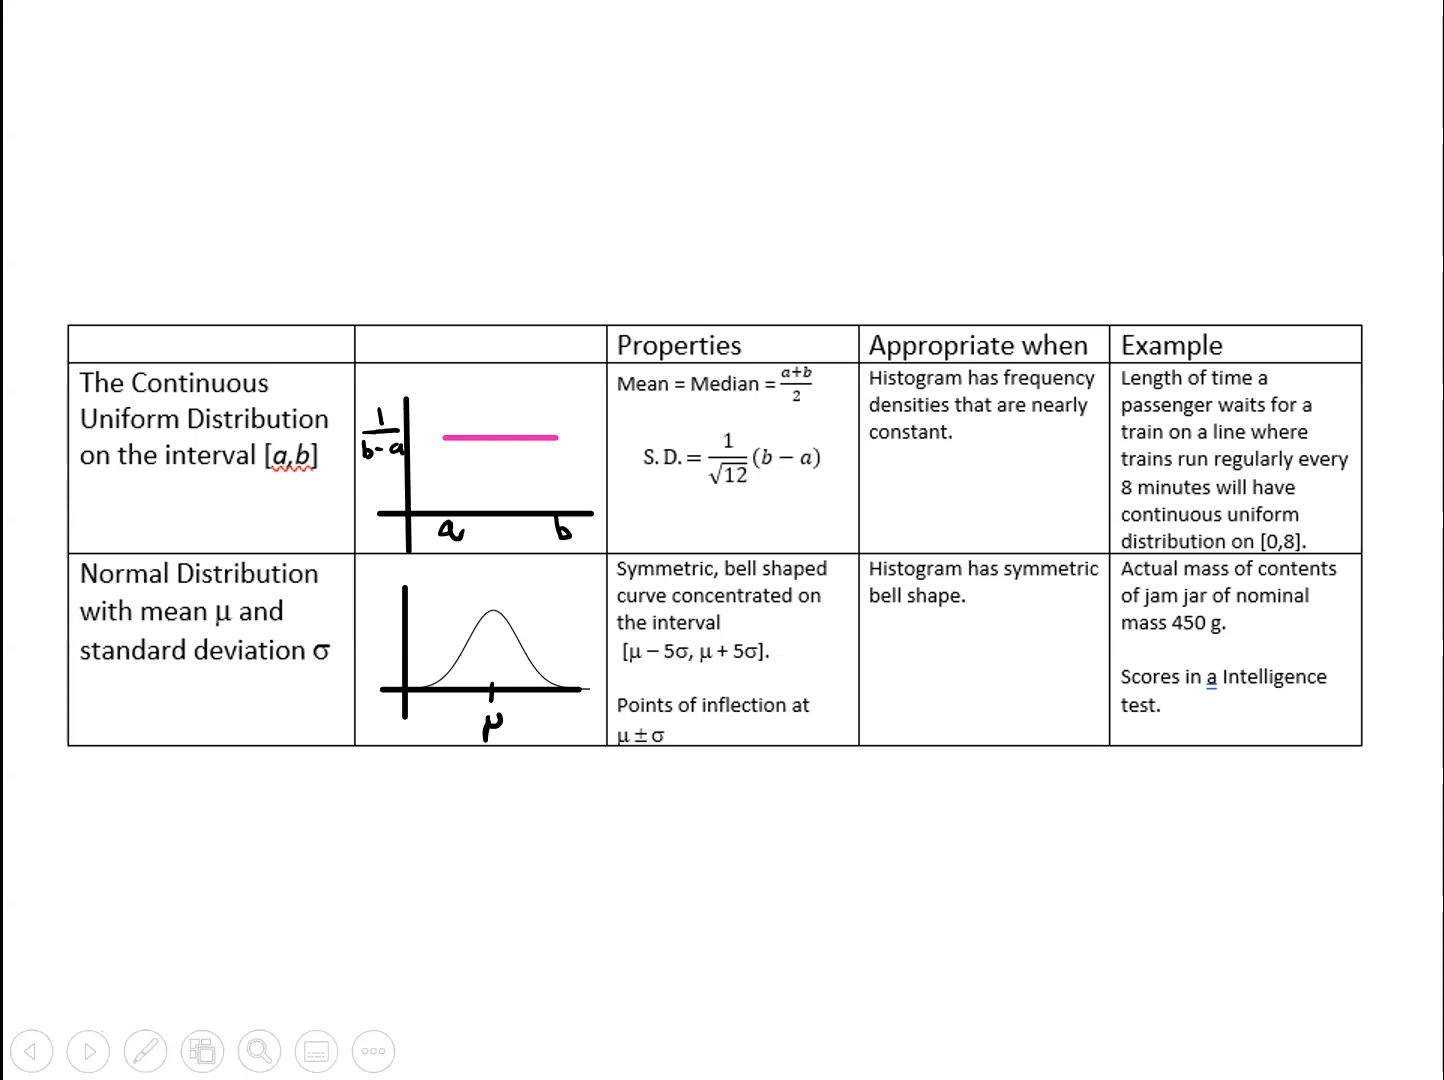 Properties
Appropriate when
Example
The Continuous
Uniform Distribution
on the interval [a,b]
1
b-a
a
b
Mean = Median = a+b
2
S. D. = 1/√12 (b − a)
Histogram has frequency
densities that are nearly
constant.
Length of time a
passenger waits for a
train on a line where
trains run regularly every
8 minutes will have
continuous uniform
distribution on [0,8].
Normal Distribution
with mean μ and
standard deviation σ
μ
Symmetric, bell shaped
curve concentrated on
the interval
[μ – 5σ, μ + 5σ].
Points of inflection at
μ ± σ
Histogram has symmetric
bell shape.
Actual mass of contents
of jam jar of nominal
mass 450 g.
Scores in a Intelligence
test.